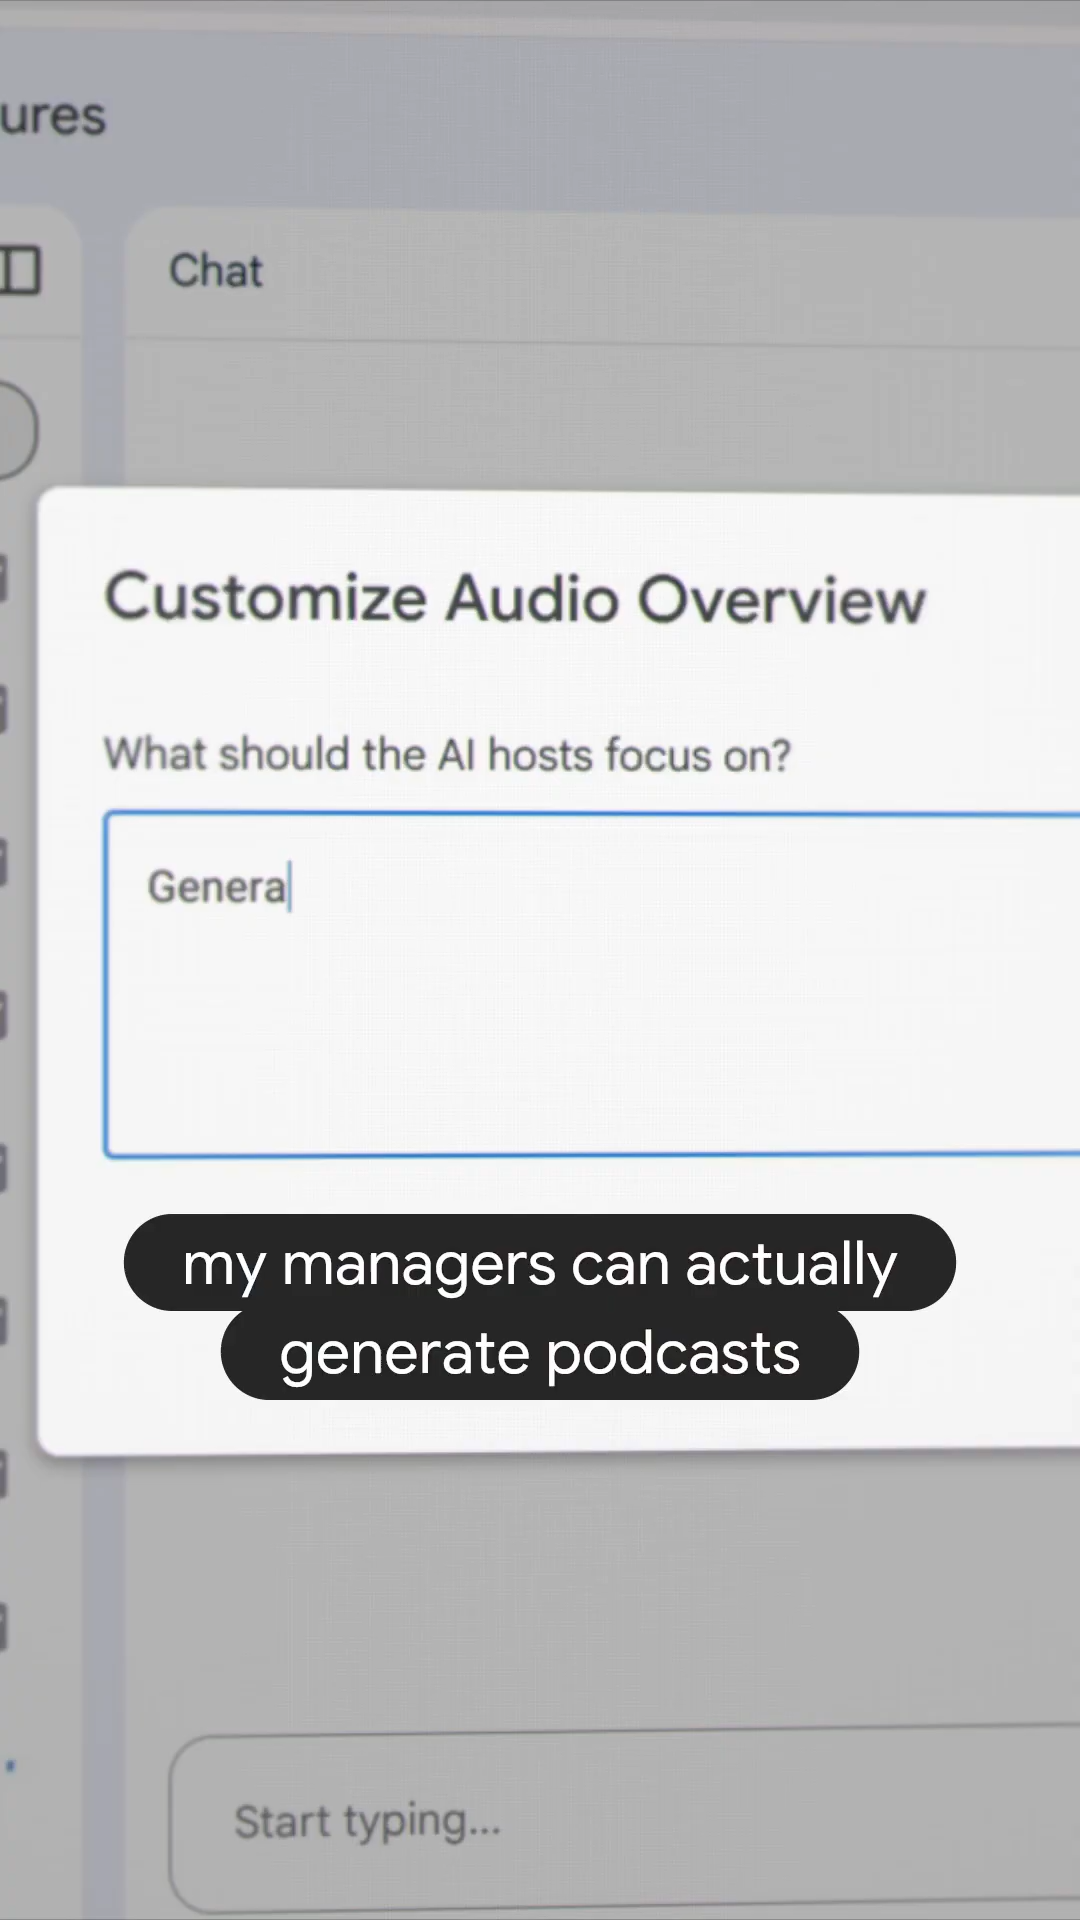 ures
Chat
Customize Audio Overview
What should the AI hosts focus on?
Genera
my managers can actually
generate podcasts
Start typing...